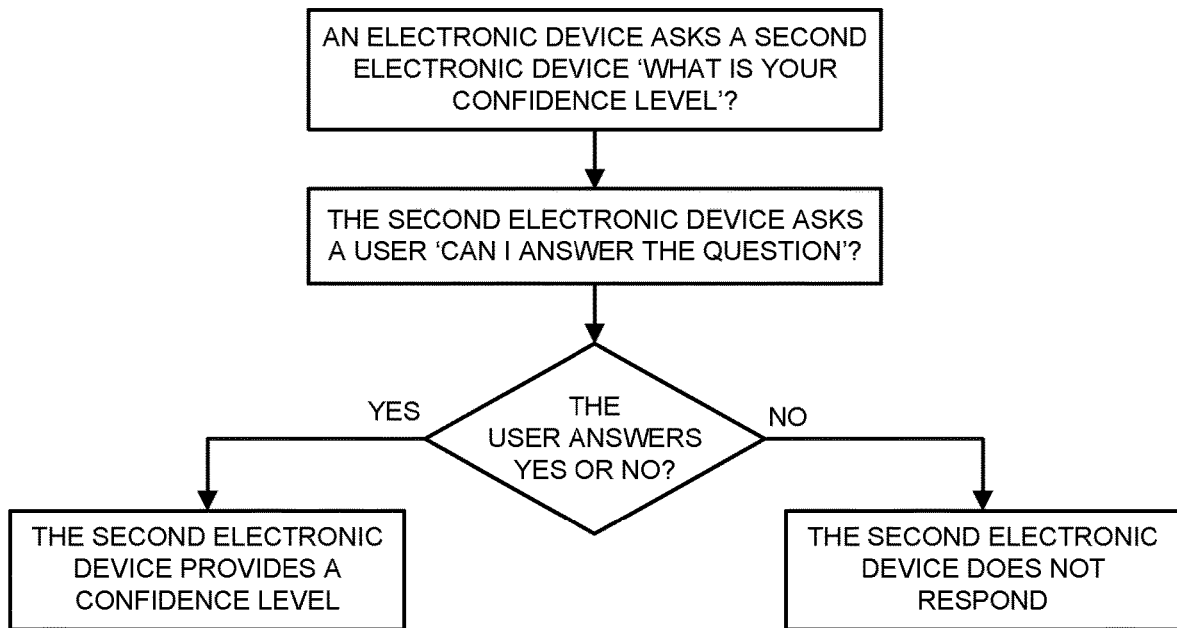 AN ELECTRONIC DEVICE ASKS A SECOND
ELECTRONIC DEVICE ‘WHAT IS YOUR
CONFIDENCE LEVEL’?
THE SECOND ELECTRONIC DEVICE ASKS
A USER ‘CAN I ANSWER THE QUESTION’?
YES
THE
USER ANSWERS
YES OR NO?
NO
THE SECOND ELECTRONIC
DEVICE PROVIDES A
CONFIDENCE LEVEL
THE SECOND ELECTRONIC
DEVICE DOES NOT
RESPOND